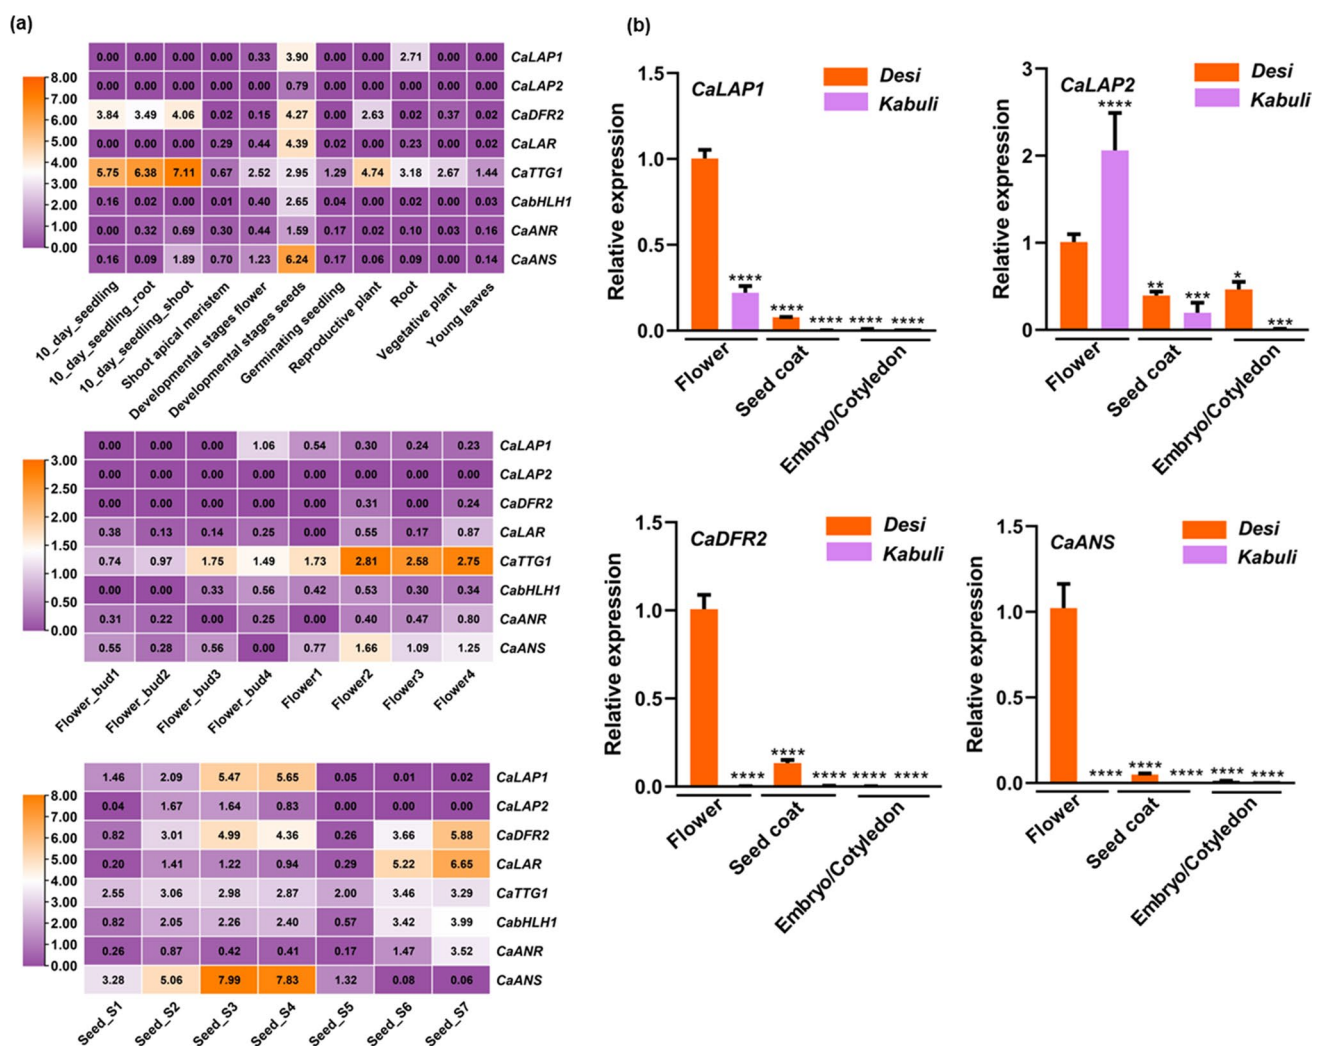 (a)
0.00 0.00 0.00 0.00 0.33 3.90 0.00 0.00 2.71 0.00 0.00 CaLAP1
0.00 0.00 0.00 0.00 0.00 0.79 0.00 0.00 0.00 0.00 0.00 CaLAP2
3.84 3.49 4.06 0.02 0.15 4.27 0.00 2.63 0.02 0.37 0.02 CaDFR2
0.00 0.00 0.00 0.29 0.44 4.39 0.02 0.00 0.23 0.00 0.02 CaLAR
5.75 6.38 7.11 0.67 2.52 2.95 1.29 4.74 3.18 2.67 1.44 CaTTG1
0.16 0.02 0.00 0.01 0.40 2.65 0.04 0.00 0.02 0.00 0.03 CabHLH1
0.00 0.32 0.69 0.30 0.44 1.59 0.17 0.02 0.10 0.03 0.16 CaANR
0.16 0.09 1.89 0.70 1.23 6.24 0.17 0.06 0.09 0.00 0.14 CaANS
8.00
7.00
6.00
5.00
4.00
3.00
2.00
1.00
0.00
10_day_seedling
10_day_seedling_root
10_day_seedling_shoot
Shoot apical meristem
Developmental stages flower
Developmental stages seeds
Germinating seedling
Reproductive plant
Root
Vegetative plant
Young leaves
0.00 0.00 0.00 1.06 0.54 0.30 0.24 0.23 CaLAP1
0.00 0.00 0.00 0.00 0.00 0.00 0.00 0.00 CaLAP2
0.00 0.00 0.00 0.00 0.00 0.31 0.00 0.24 CaDFR2
0.38 0.13 0.14 0.25 0.00 0.55 0.17 0.87 CaLAR
0.74 0.97 1.75 1.49 1.73 2.81 2.58 2.75 CaTTG1
0.00 0.00 0.33 0.56 0.42 0.53 0.30 0.34 CabHLH1
0.31 0.22 0.00 0.25 0.00 0.40 0.47 0.80 CaANR
0.55 0.28 0.56 0.00 0.77 1.66 1.09 1.25 CaANS
3.00
2.50
2.00
1.50
1.00
0.50
0.00
Flower_bud1
Flower_bud2
Flower_bud3
Flower_bud4
Flower1
Flower2
Flower3
Flower4
1.46 2.09 5.47 5.65 0.05 0.01 0.02 CaLAP1
0.04 1.67 1.64 0.83 0.00 0.00 0.00 CaLAP2
0.82 3.01 4.99 4.36 0.26 3.66 5.88 CaDFR2
0.20 1.41 1.22 0.94 0.29 5.22 6.65 CaLAR
2.55 3.06 2.98 2.87 2.00 3.46 3.29 CaTTG1
0.82 2.05 2.26 2.40 0.57 3.42 3.99 CabHLH1
0.26 0.87 0.42 0.41 0.17 1.47 3.52 CaANR
3.28 5.06 7.99 7.83 1.32 0.08 0.06 CaANS
8.00
7.00
6.00
5.00
4.00
3.00
2.00
1.00
0.00
Seed_S1
Seed_S2
Seed_S3
Seed_S4
Seed_S5
Seed_S6
Seed_S7
(b)
CaLAP1
Desi
Kabuli
Relative expression
1.5
1.0
0.5
0.0
**** **** **** **** ****
Flower
Seed coat
Embryo/Cotyledon
CaLAP2
Desi
Kabuli
Relative expression
3
2
1
0
**** ** *** * ***
Flower
Seed coat
Embryo/Cotyledon
CaDFR2
Desi
Kabuli
Relative expression
1.5
1.0
0.5
0.0
**** **** **** **** ****
Flower
Seed coat
Embryo/Cotyledon
CaANS
Desi
Kabuli
Relative expression
1.5
1.0
0.5
0.0
**** **** **** **** ****
Flower
Seed coat
Embryo/Cotyledon